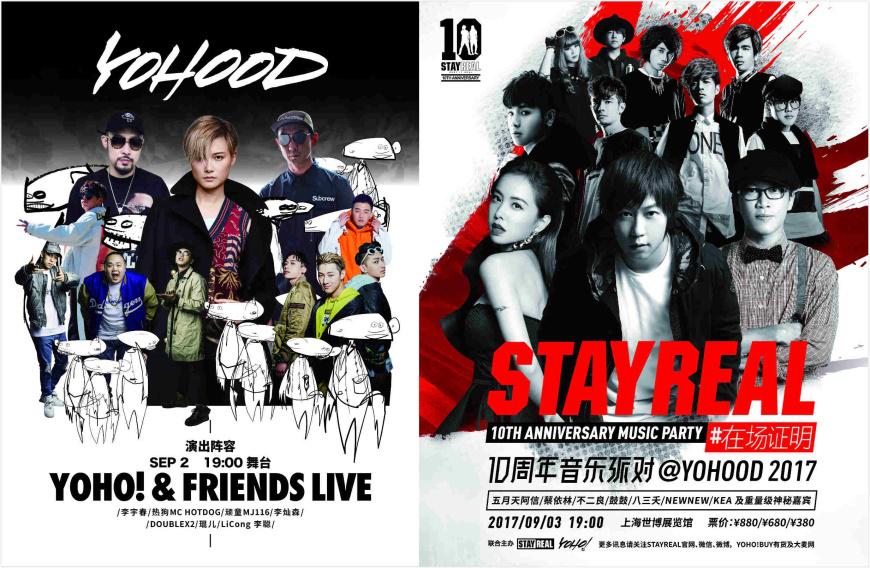 YOHOOD
Subcrew
Dodgers
演出阵容
SEP 2 19:00 舞台
YOHO! & FRIENDS LIVE
/李宇春/热狗MC HOTDOG/顽童MJ116/李灿森/
/DOUBLEX2/琨儿/LiCong 李聪/
10
STAYREAL
10TH ANNIVERSARY
ONE
STAYREAL
10TH ANNIVERSARY MUSIC PARTY #在场证明
10周年音乐派对 @YOHOOD 2017
五月天阿信/蔡依林/不二良/鼓鼓/八三夭/NEWNEW/KEA 及重量级神秘嘉宾
2017/09/03 19:00 上海世博展览馆 票价:¥880/¥680/¥380
联合主办 STAYREAL YOHO! 更多讯息请关注STAYREAL官网、微信、微博, YOHO!BUY有货及大麦网